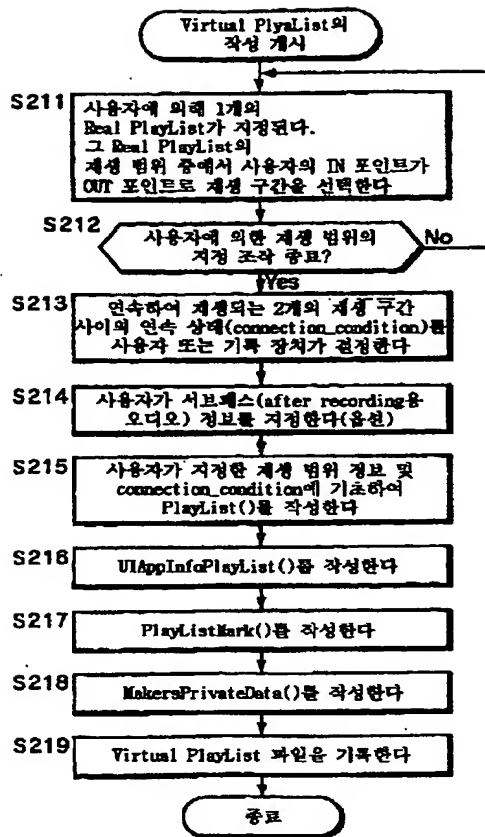 Virtual PlyaList의
작성 개시
S211
사용자에 의해 1개의
Real PlayList가 지정된다.
그 Real PlayList의
재생 범위 중에서 사용자의 IN 포인트가
OUT 포인트로 재생 구간을 선택한다
S212
사용자에 의한 재생 범위의
지정 조작 종료?
No
Yes
S213
연속하여 재생되는 2개의 재생 구간
사이의 연속 상태(connection_condition)를
사용자 또는 기록 장치가 결정한다
S214
사용자가 서브패스(after recording용
오디오) 정보를 지정한다(옵션)
S215
사용자가 지정한 재생 범위 정보 및
connection_condition에 기초하여
PlayList()를 작성한다
S216
UIAppInfoPlayList()를 작성한다
S217
PlayListMark()를 작성한다
S218
MakersPrivateData()를 작성한다
S219
Virtual PlayList 파일을 기록한다
종료